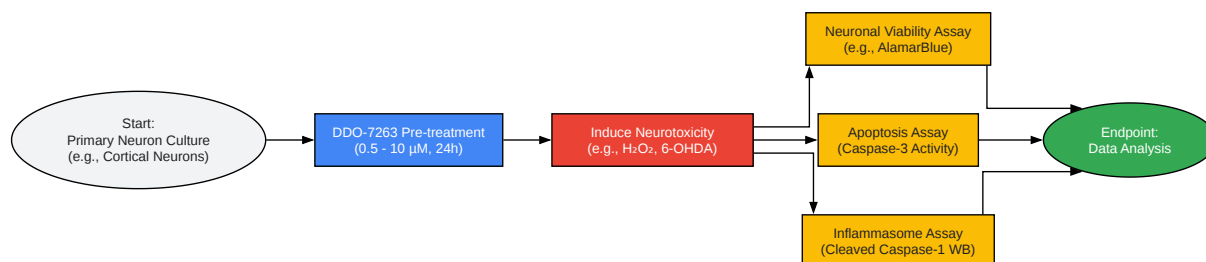 Start:
Primary Neuron Culture
(e.g., Cortical Neurons)
DDO-7263 Pre-treatment
(0.5 - 10 µM, 24h)
Induce Neurotoxicity
(e.g., H₂O₂, 6-OHDA)
Neuronal Viability Assay
(e.g., AlamarBlue)
Apoptosis Assay
(Caspase-3 Activity)
Inflammasome Assay
(Cleaved Caspase-1 WB)
Endpoint:
Data Analysis